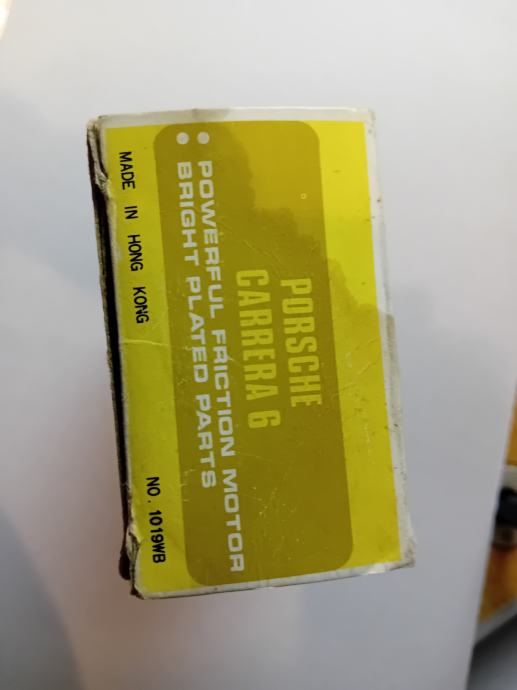 PORSCHE
CARRERA 6
POWERFUL FRICTION MOTOR
BRIGHT PLATED PARTS
MADE IN HONG KONG
NO. 1019WB